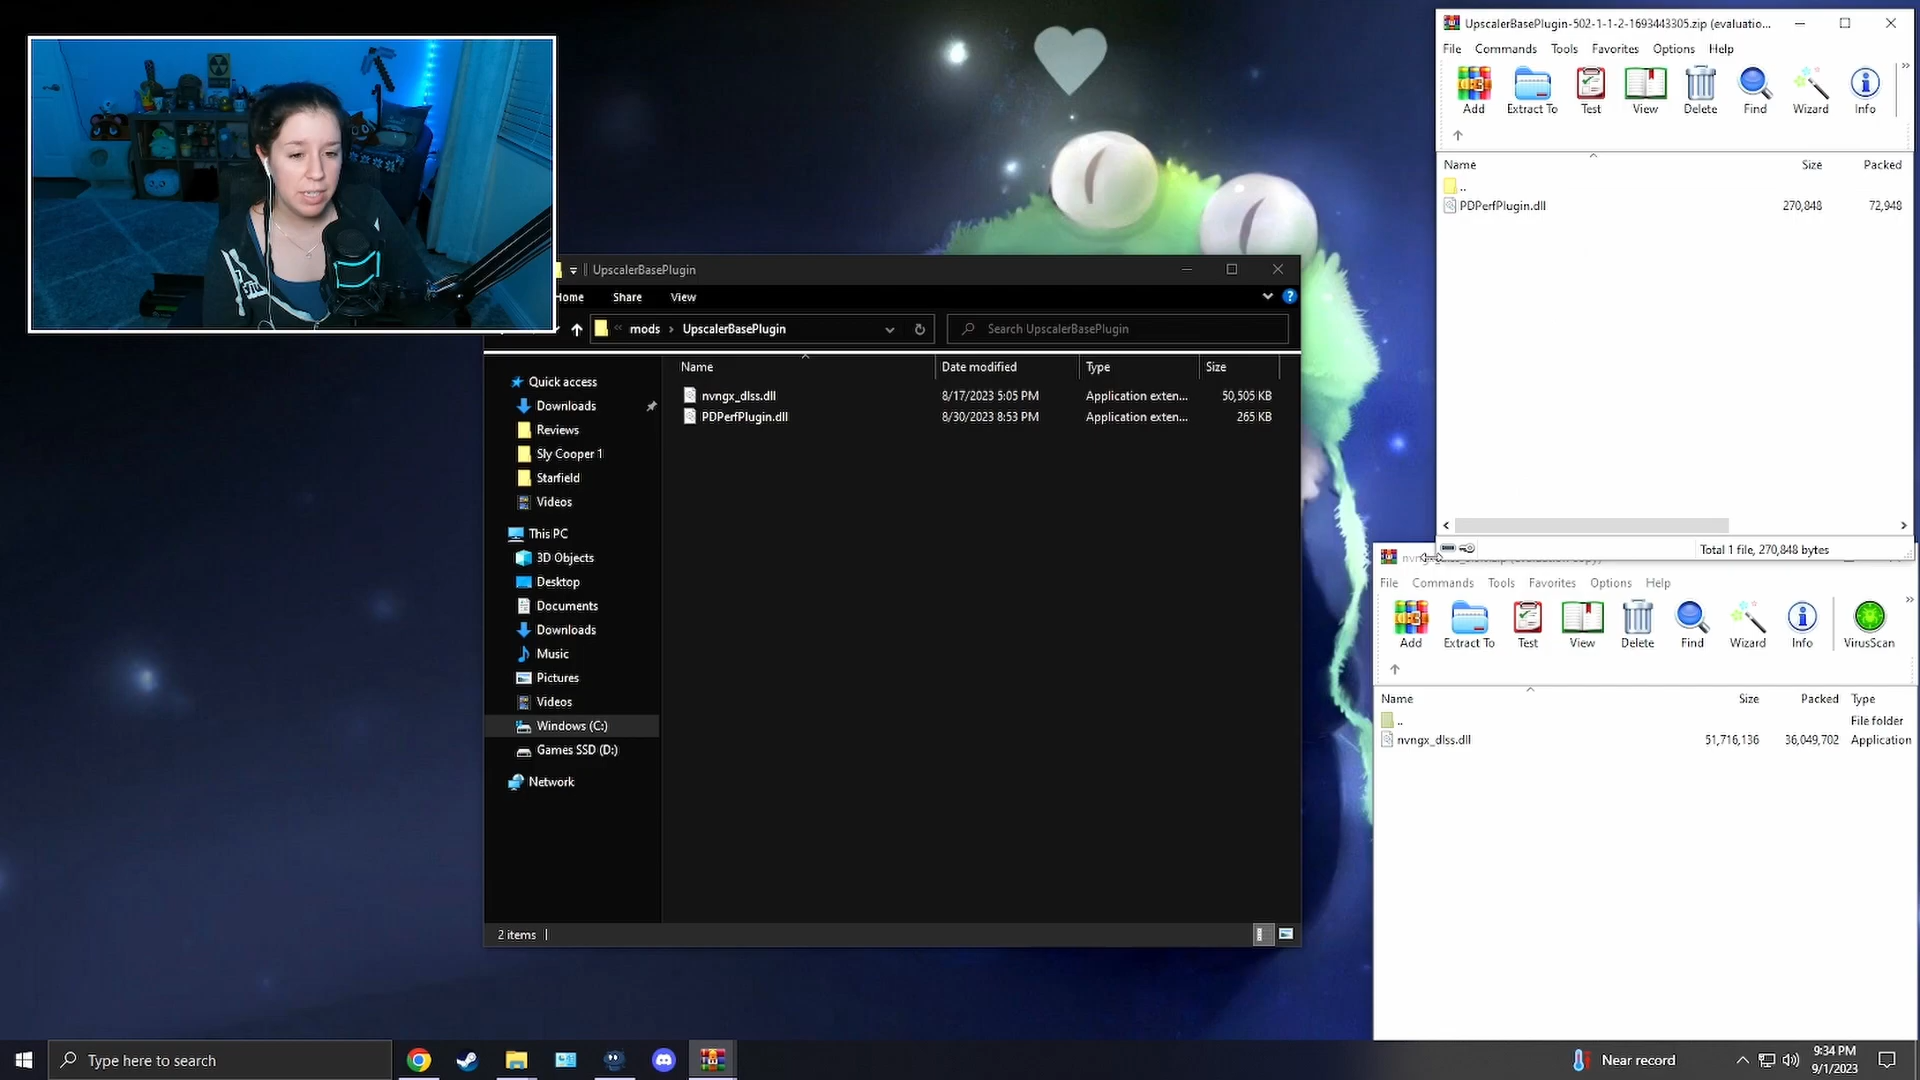 UpscalerBasePlugin-502-1-1-2-1693443305.zip (evaluatio...
File Commands Tools Favorites Options Help
Add Extract To Test View Delete Find Wizard Info
Name Size Packed
..
PDPerfPlugin.dll 270,848 72,948
Total 1 file, 270,848 bytes
UpscalerBasePlugin
Home Share View
mods UpscalerBasePlugin
Search UpscalerBasePlugin
Name Date modified Type Size
nvngx_dlss.dll 8/17/2023 5:05 PM Application exten... 50,505 KB
PDPerfPlugin.dll 8/30/2023 8:53 PM Application exten... 265 KB
Quick access
Downloads
Reviews
Sly Cooper 1
Starfield
Videos
This PC
3D Objects
Desktop
Documents
Downloads
Music
Pictures
Videos
Windows (C:)
Games SSD (D:)
Network
2 items
File Commands Tools Favorites Options Help
Add Extract To Test View Delete Find Wizard Info VirusScan
Name Size Packed Type
.. File folder
nvngx_dlss.dll 51,716,136 36,049,702 Application
Type here to search
Near record
9:34 PM
9/1/2023